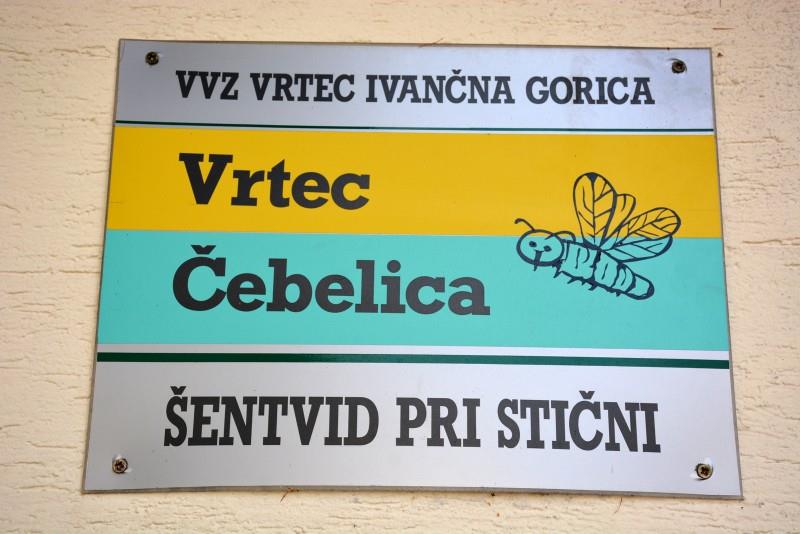 VVZ VRTEC IVANČNA GORICA
Vrtec
Čebelica
ŠENTVID PRI STIČNI